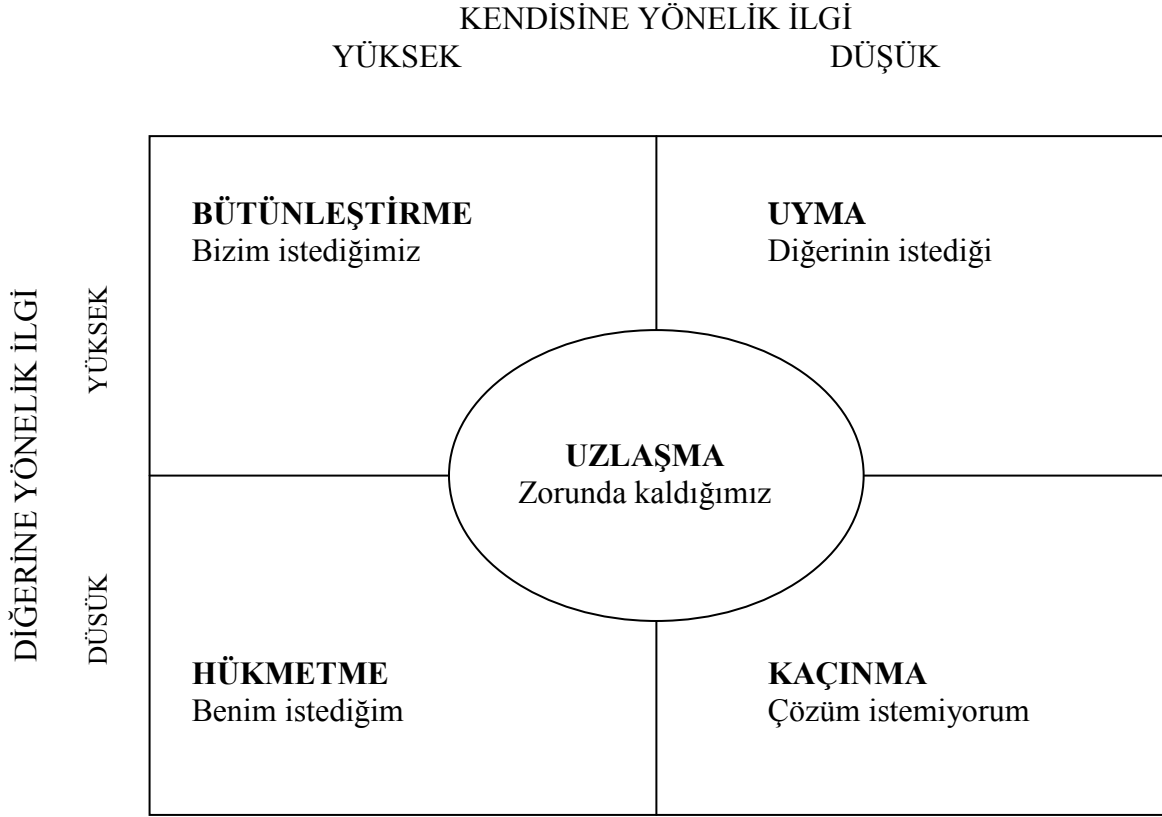 KENDİSİNE YÖNELİK İLGİ
YÜKSEK DÜŞÜK
DİĞERİNE YÖNELİK İLGİ
YÜKSEK
DÜSÜK
BÜTÜNLEŞTİRME
Bizim istediğimiz
UYMA
Diğerinin istediği
UZLAŞMA
Zorunda kaldığımız
HÜKMETME
Benim istediğim
KAÇINMA
Çözüm istemiyorum